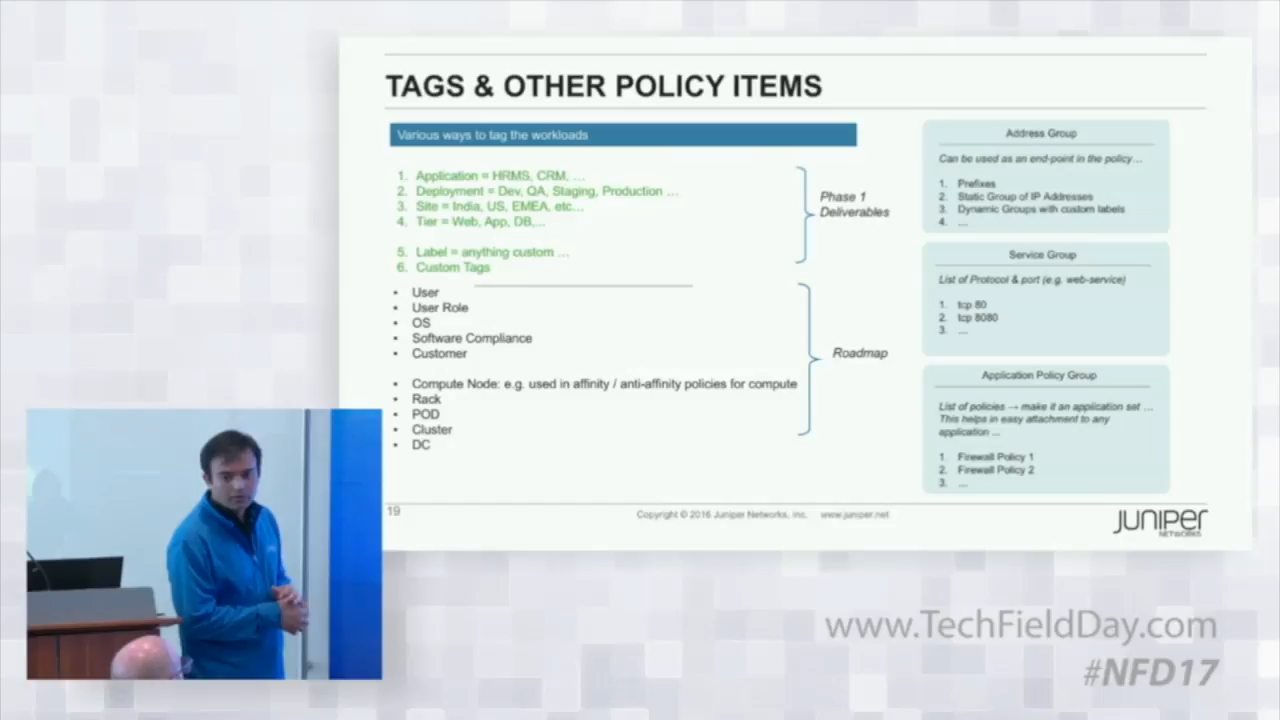 TAGS & OTHER POLICY ITEMS
Various ways to tag the workloads
1. Application = HRMS, CRM, ...
2. Deployment = Dev, QA, Staging, Production ...
3. Site = India, US, EMEA, etc...
4. Tier = Web, App, DB,...
5. Label = anything custom ...
6. Custom Tags
Phase 1
Deliverables
• User
• User Role
• OS
• Software Compliance
• Customer
• Compute Node: e.g. used in affinity / anti-affinity policies for compute
• Rack
• POD
• Cluster
• DC
Roadmap
Address Group
Can be used as an end-point in the policy...
1. Prefixes
2. Static Group of IP Addresses
3. Dynamic Groups with custom labels
4. ...
Service Group
List of Protocol & port (e.g. web-service)
1. tcp 80
2. tcp 8080
3. ...
Application Policy Group
List of policies → make it an application set ...
This helps in easy attachment to any
application ...
1. Firewall Policy 1
2. Firewall Policy 2
3. ...
19
Copyright © 2016 Juniper Networks, Inc. www.juniper.net
JUNIPER
NETWORKS
www.TechFieldDay.com
#NFD17